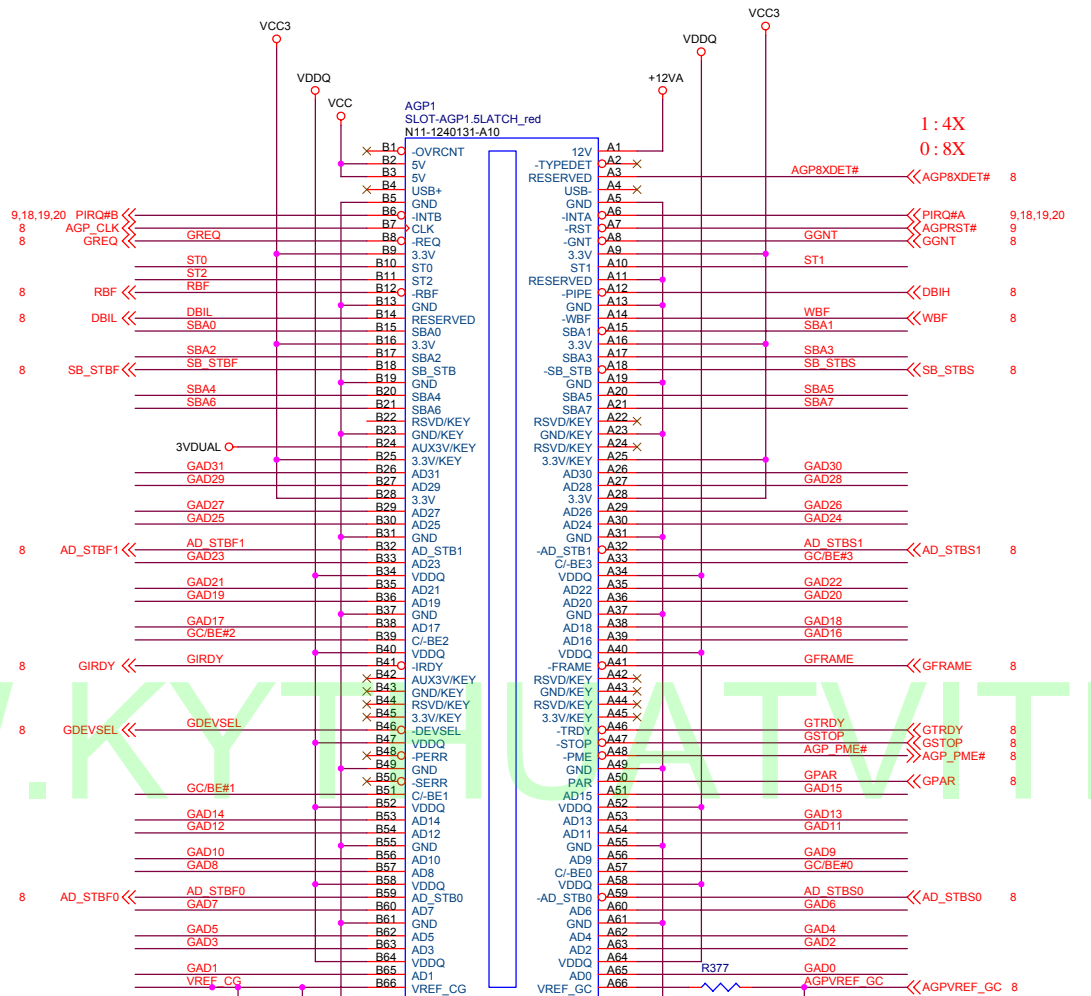 VCC3
VDDQ
VCC
VCC3
VDDQ
+12VA
AGP1
SLOT-AGP1.5LATCH_red
N11-1240131-A10
1 : 4X
0 : 8X
B1 -OVRCNT 12V A1
B2 5V -TYPEDET A2
B3 5V RESERVED A3 AGP8XDET# AGP8XDET# 8
B4 USB+ USB- A4
B5 GND GND A5
9,18,19,20 PIRQ#B B6 -INTB -INTA A6 PIRQ#A 9,18,19,20
8 AGP_CLK B7 CLK -RST A7 AGPRST# 9
8 GREQ GREQ B8 -REQ -GNT A8 GGNT GGNT 8
B9 3.3V 3.3V A9
ST0 B10 ST0 ST1 A10 ST1
ST2 B11 ST2 RESERVED A11
8 RBF RBF B12 -RBF -PIPE A12 DBIH 8
B13 GND GND A13
8 DBIL DBIL B14 RESERVED -WBF A14 WBF WBF 8
SBA0 B15 SBA0 SBA1 A15 SBA1
B16 3.3V 3.3V A16
SBA2 B17 SBA2 SBA3 A17 SBA3
8 SB_STBF SB_STBF B18 SB_STB -SB_STB A18 SB_STBS SB_STBS 8
B19 GND GND A19
SBA4 B20 SBA4 SBA5 A20 SBA5
SBA6 B21 SBA6 SBA7 A21 SBA7
B22 RSVD/KEY RSVD/KEY A22
B23 GND/KEY GND/KEY A23
3VDUAL B24 AUX3V/KEY RSVD/KEY A24
B25 3.3V/KEY 3.3V/KEY A25
GAD31 B26 AD31 AD30 A26 GAD30
GAD29 B27 AD29 AD28 A27 GAD28
B28 3.3V 3.3V A28
GAD27 B29 AD27 AD26 A29 GAD26
GAD25 B30 AD25 AD24 A30 GAD24
B31 GND GND A31
8 AD_STBF1 AD_STBF1 B32 AD_STB1 -AD_STB1 A32 AD_STBS1 AD_STBS1 8
GAD23 B33 AD23 C/-BE3 A33 GC/BE#3
B34 VDDQ VDDQ A34
GAD21 B35 AD21 AD22 A35 GAD22
GAD19 B36 AD19 AD20 A36 GAD20
B37 GND GND A37
GAD17 B38 AD17 AD18 A38 GAD18
GC/BE#2 B39 C/-BE2 AD16 A39 GAD16
B40 VDDQ VDDQ A40
8 GIRDY GIRDY B41 -IRDY -FRAME A41 GFRAME GFRAME 8
B42 AUX3V/KEY RSVD/KEY A42
B43 GND/KEY GND/KEY A43
B44 RSVD/KEY RSVD/KEY A44
B45 3.3V/KEY 3.3V/KEY A45
8 GDEVSEL GDEVSEL B46 -DEVSEL -TRDY A46 GTRDY GTRDY 8
B47 VDDQ -STOP A47 GSTOP GSTOP 8
B48 -PERR -PME A48 AGP_PME# AGP_PME# 8
B49 GND GND A49
B50 -SERR PAR A50 GPAR GPAR 8
GC/BE#1 B51 C/-BE1 AD15 A51 GAD15
B52 VDDQ VDDQ A52
GAD14 B53 AD14 AD13 A53 GAD13
GAD12 B54 AD12 AD11 A54 GAD11
B55 GND GND A55
GAD10 B56 AD10 AD9 A56 GAD9
GAD8 B57 AD8 C/-BE0 A57 GC/BE#0
B58 VDDQ VDDQ A58
8 AD_STBF0 AD_STBF0 B59 AD_STB0 -AD_STB0 A59 AD_STBS0 AD_STBS0 8
GAD7 B60 AD7 AD6 A60 GAD6
B61 GND GND A61
GAD5 B62 AD5 AD4 A62 GAD4
GAD3 B63 AD3 AD2 A63 GAD2
B64 VDDQ VDDQ A64
GAD1 B65 AD1 AD0 A65 R377 GAD0
VREF_CG B66 VREF_CG VREF_GC A66 AGPVREF_GC AGPVREF_GC 8
.KYTHUATVIT